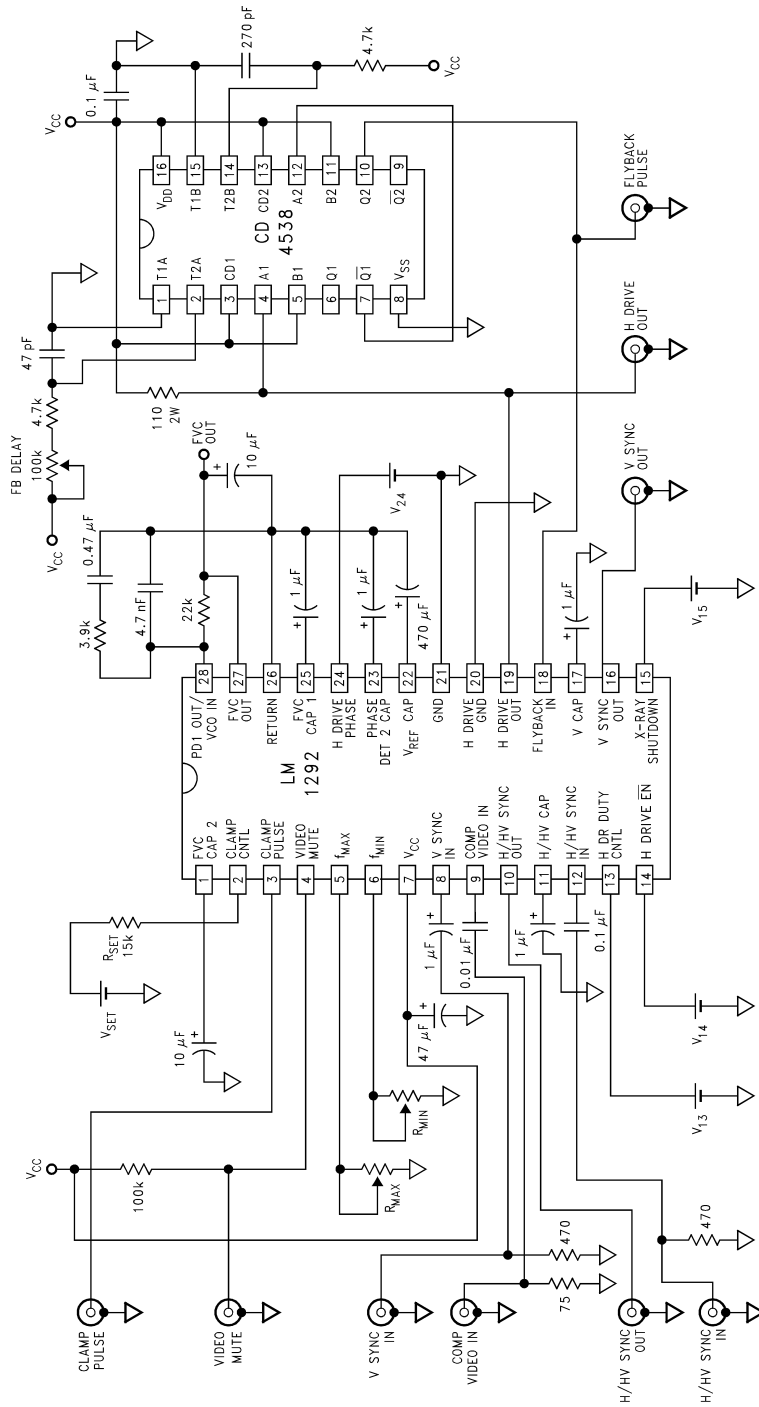 CLAMP
PULSE
VIDEO
MUTE
V SYNC
IN
COMP
VIDEO IN
H/HV SYNC
OUT
H/HV SYNC
IN
VCC
100k
10 µF
+
VSET
RSET
15k
RMAX
RMIN
47 µF
+
470
75
470
1 µF
+
0.01 µF
1 µF
+
0.1 µF
V13
V14
LM
1292
1
FVC
CAP 2
2
CLAMP
CNTL
3
CLAMP
PULSE
4
VIDEO
MUTE
5
fMAX
6
fMIN
7
VCC
8
V SYNC
IN
9
COMP
VIDEO IN
10
H/HV SYNC
OUT
11
H/HV CAP
12
H/HV SYNC
IN
13
H DR DUTY
CNTL
14
H DRIVE E̅N̅
28
PD1 OUT/
VCO IN
27
FVC
OUT
26
RETURN
25
FVC
CAP 1
24
H DRIVE
PHASE
23
PHASE
DET 2 CAP
22
VREF CAP
21
GND
20
H DRIVE
GND
19
H DRIVE
OUT
18
FLYBACK
IN
17
V CAP
16
V SYNC
OUT
15
X-RAY
SHUTDOWN
3.9k
0.47 µF
4.7 nF
22k
FVC
OUT
+
10 µF
+
1 µF
V24
+
1 µF
+
470 µF
+
1 µF
V15
VCC
FB DELAY
100k
4.7k
47 pF
110
2W
CD
4538
1
T1A
2
T2A
3
CD1
4
A1
5
B1
6
Q1
7
Q̅1̅
8
VSS
16
VDD
15
T1B
14
T2B
13
CD2
12
A2
11
B2
10
Q2
9
Q̅2̅
VCC
0.1 µF
270 pF
4.7k
VCC
V SYNC
OUT
H DRIVE
OUT
FLYBACK
PULSE